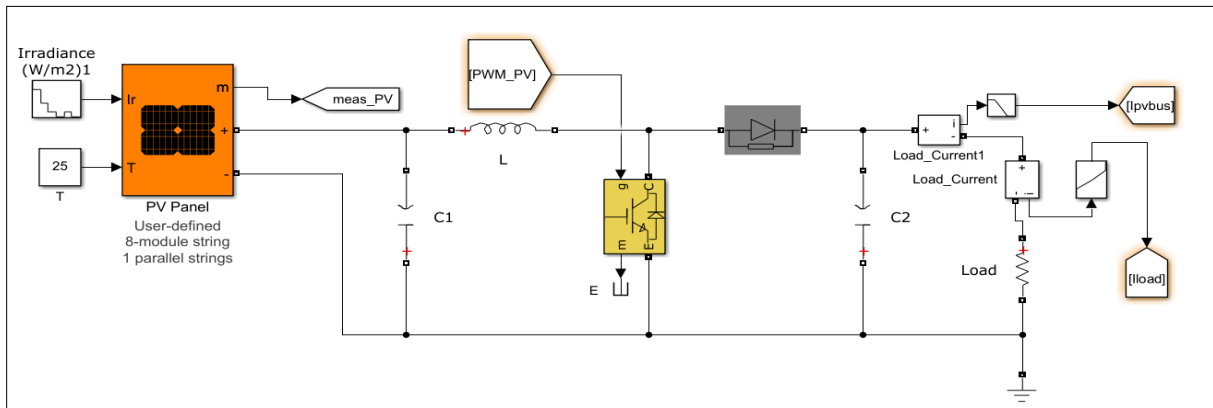 Irradiance
(W/m2)1
Ir
m
meas_PV
+
25
T
T
-
PV Panel
User-defined
8-module string
1 parallel strings
[PWM_PV]
+
L
C1
+
g
C
m
E
E
C2
+
+
i
-
Load_Current1
[Ipvbus]
Load_Current
+
-
i
Load
+
[Iload]